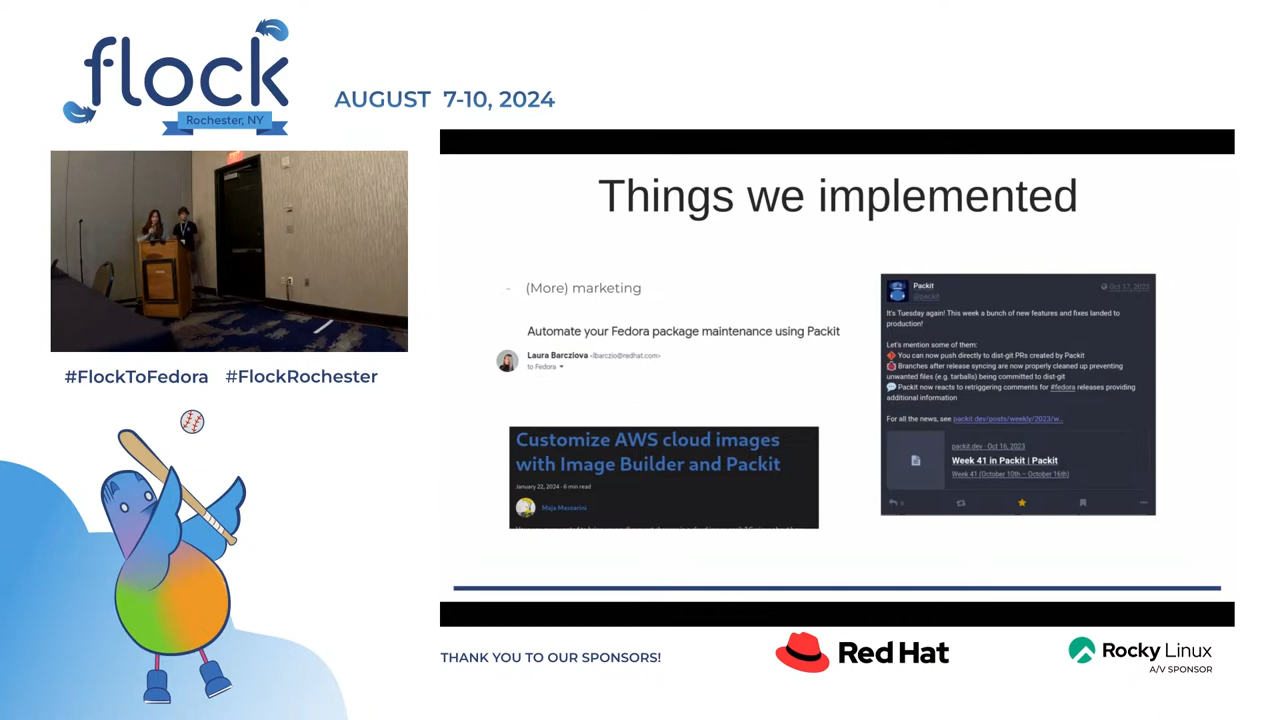 flock
Rochester, NY
AUGUST 7-10, 2024
#FlockToFedora #FlockRochester
Things we implemented
- (More) marketing
Automate your Fedora package maintenance using Packit
Laura Barcziova <lbarczio@redhat.com>
to Fedora
Customize AWS cloud images
with Image Builder and Packit
January 22, 2024 · 6 min read
Maja Massarini
Packit
@packit
Oct 17, 2023
It's Tuesday again! This week a bunch of new features and fixes landed to
production!
Let's mention some of them:
You can now push directly to dist-git PRs created by Packit
Branches after release syncing are now properly cleaned up preventing
unwanted files (e.g. tarballs) being committed to dist-git
Packit now reacts to retriggering comments for #fedora releases providing
additional information
For all the news, see packit.dev/posts/weekly/2023/w...
packit.dev · Oct 16, 2023
Week 41 in Packit | Packit
Week 41 (October 10th – October 16th)
THANK YOU TO OUR SPONSORS!
Red Hat
Rocky Linux
A/V SPONSOR